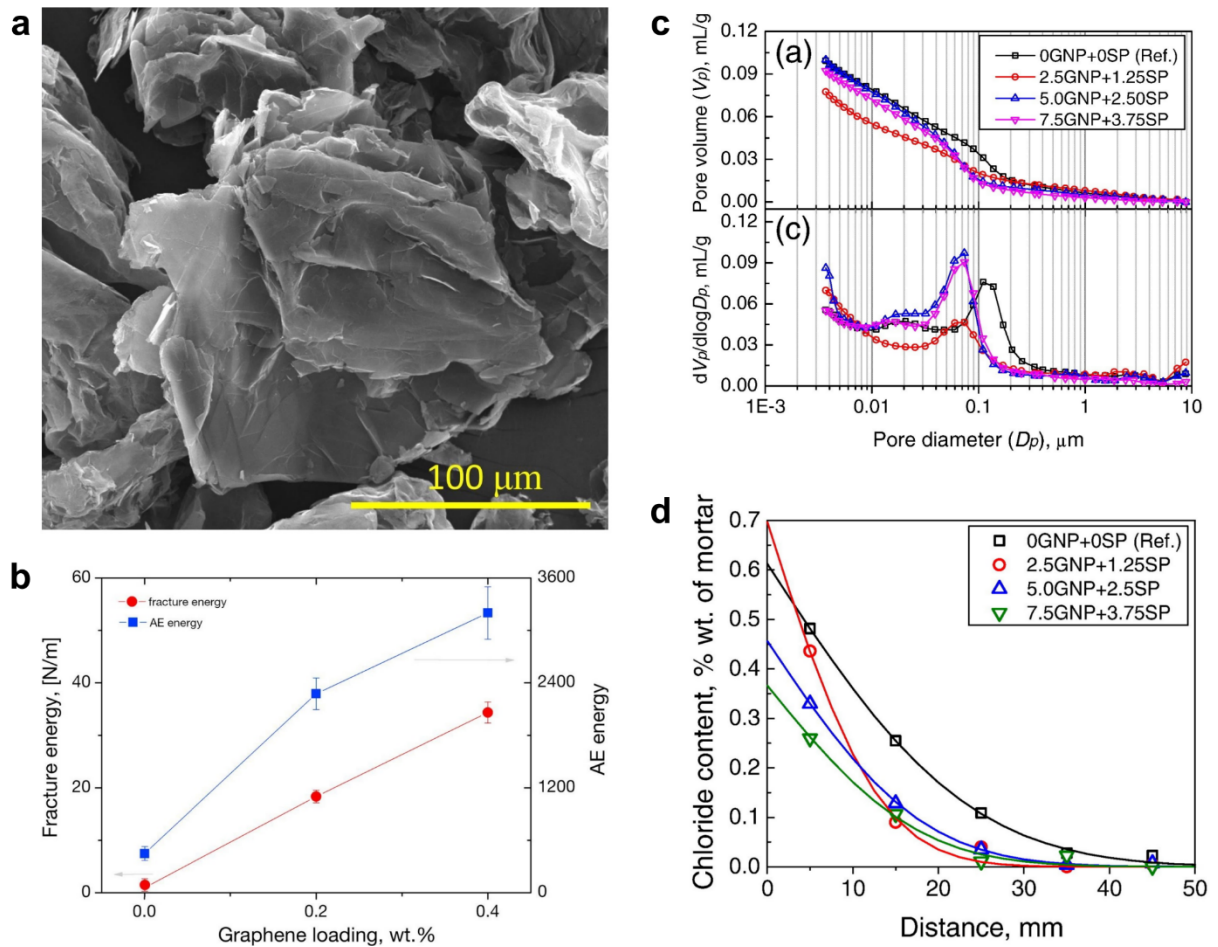 a
100 μm
b
60
40
20
0
Fracture energy, [N/m]
fracture energy
AE energy
3600
2400
1200
0
AE energy
0.0 0.2 0.4
Graphene loading, wt.%
c
(a)
0GNP+0SP (Ref.)
2.5GNP+1.25SP
5.0GNP+2.50SP
7.5GNP+3.75SP
0.12
0.09
0.06
0.03
0.00
Pore volume (Vp), mL/g
(c)
0.12
0.09
0.06
0.03
0.00
dVp/dlogDp, mL/g
1E-3 0.01 0.1 1 10
Pore diameter (Dp), μm
d
0GNP+0SP (Ref.)
2.5GNP+1.25SP
5.0GNP+2.5SP
7.5GNP+3.75SP
0.7
0.6
0.5
0.4
0.3
0.2
0.1
0.0
Chloride content, % wt. of mortar
0 10 20 30 40 50
Distance, mm